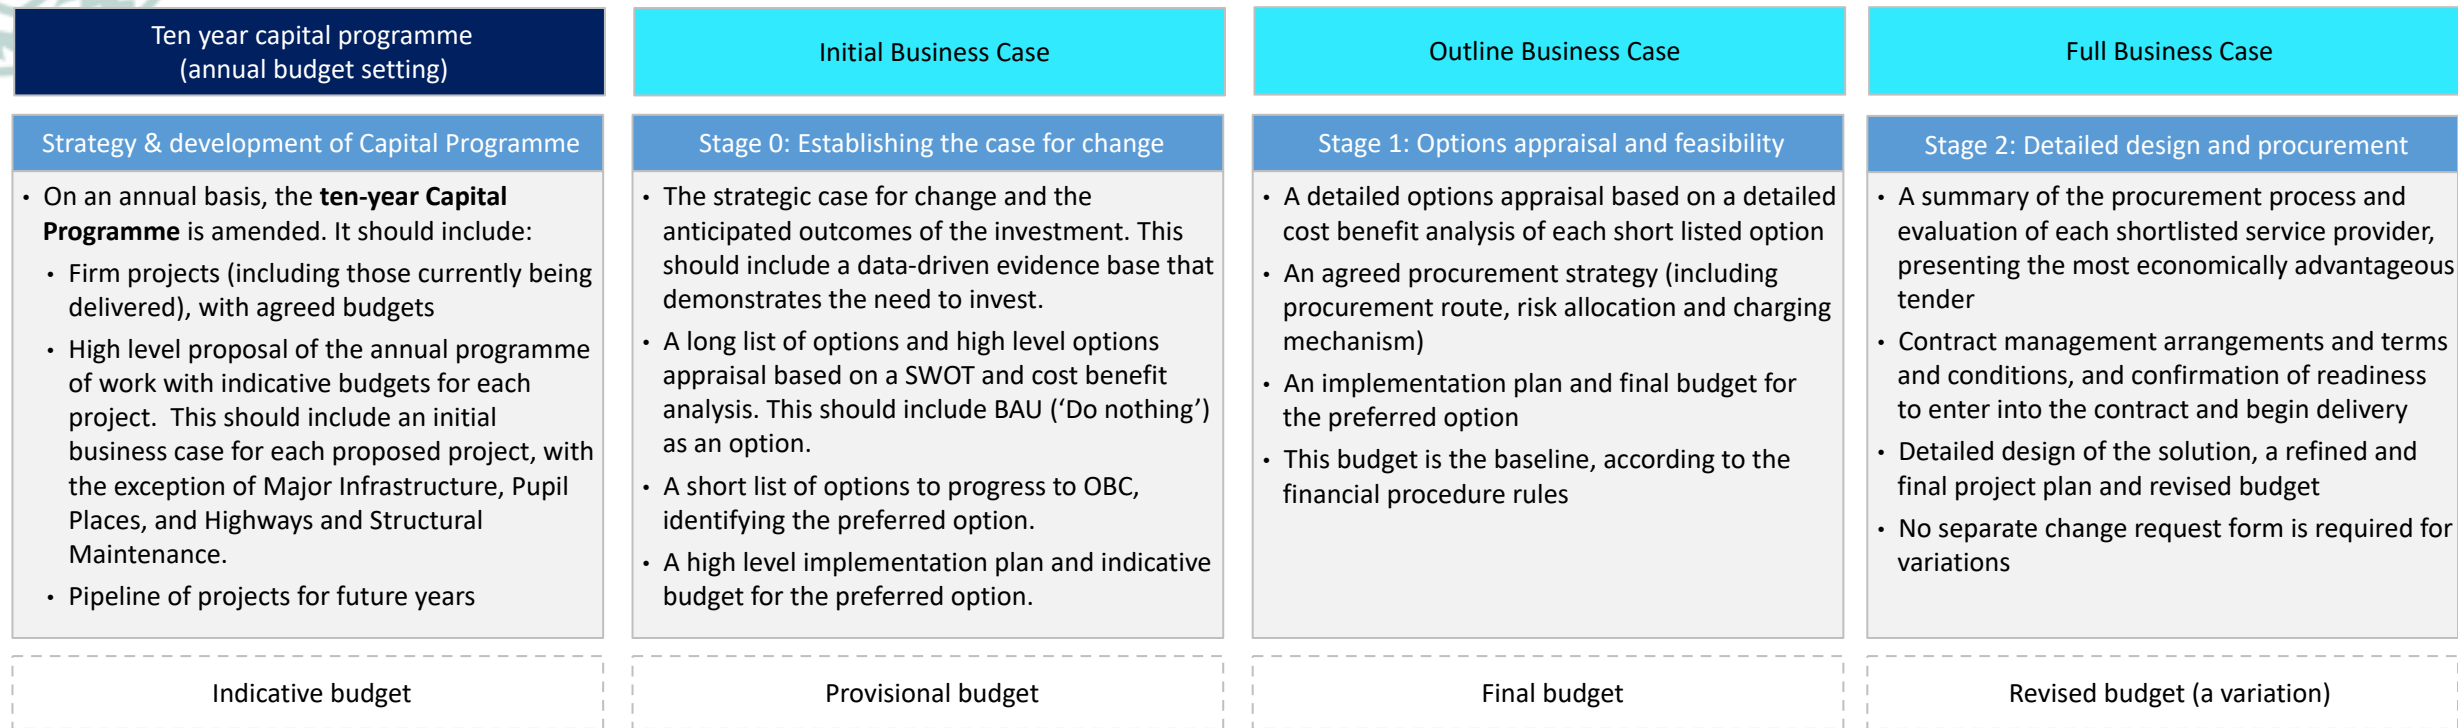 Ten year capital programme
(annual budget setting)
Strategy & development of Capital Programme
• On an annual basis, the ten-year Capital
Programme is amended. It should include:
• Firm projects (including those currently being
delivered), with agreed budgets
• High level proposal of the annual programme
of work with indicative budgets for each
project.  This should include an initial
business case for each proposed project, with
the exception of Major Infrastructure, Pupil
Places, and Highways and Structural
Maintenance.
• Pipeline of projects for future years
Indicative budget
Initial Business Case
Stage 0: Establishing the case for change
• The strategic case for change and the
anticipated outcomes of the investment. This
should include a data-driven evidence base that
demonstrates the need to invest.
• A long list of options and high level options
appraisal based on a SWOT and cost benefit
analysis. This should include BAU (‘Do nothing’)
as an option.
• A short list of options to progress to OBC,
identifying the preferred option.
• A high level implementation plan and indicative
budget for the preferred option.
Provisional budget
Outline Business Case
Stage 1: Options appraisal and feasibility
• A detailed options appraisal based on a detailed
cost benefit analysis of each short listed option
• An agreed procurement strategy (including
procurement route, risk allocation and charging
mechanism)
• An implementation plan and final budget for
the preferred option
• This budget is the baseline, according to the
financial procedure rules
Final budget
Full Business Case
Stage 2: Detailed design and procurement
• A summary of the procurement process and
evaluation of each shortlisted service provider,
presenting the most economically advantageous
tender
• Contract management arrangements and terms
and conditions, and confirmation of readiness
to enter into the contract and begin delivery
• Detailed design of the solution, a refined and
final project plan and revised budget
• No separate change request form is required for
variations
Revised budget (a variation)